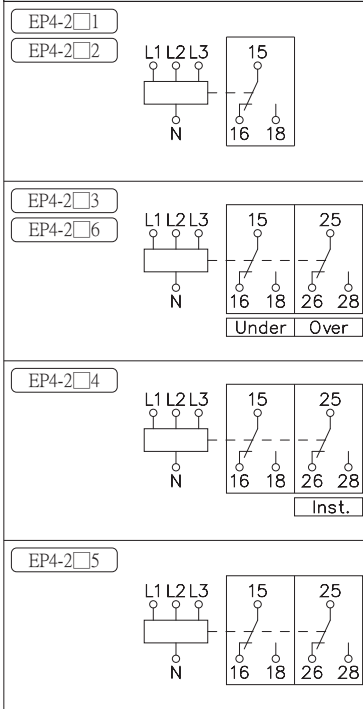 EP4-2□1
EP4-2□2
L1 L2 L3 15
N 16 18
EP4-2□3
EP4-2□6
L1 L2 L3 15 25
N 16 18 26 28
Under Over
EP4-2□4
L1 L2 L3 15 25
N 16 18 26 28
Inst.
EP4-2□5
L1 L2 L3 15 25
N 16 18 26 28